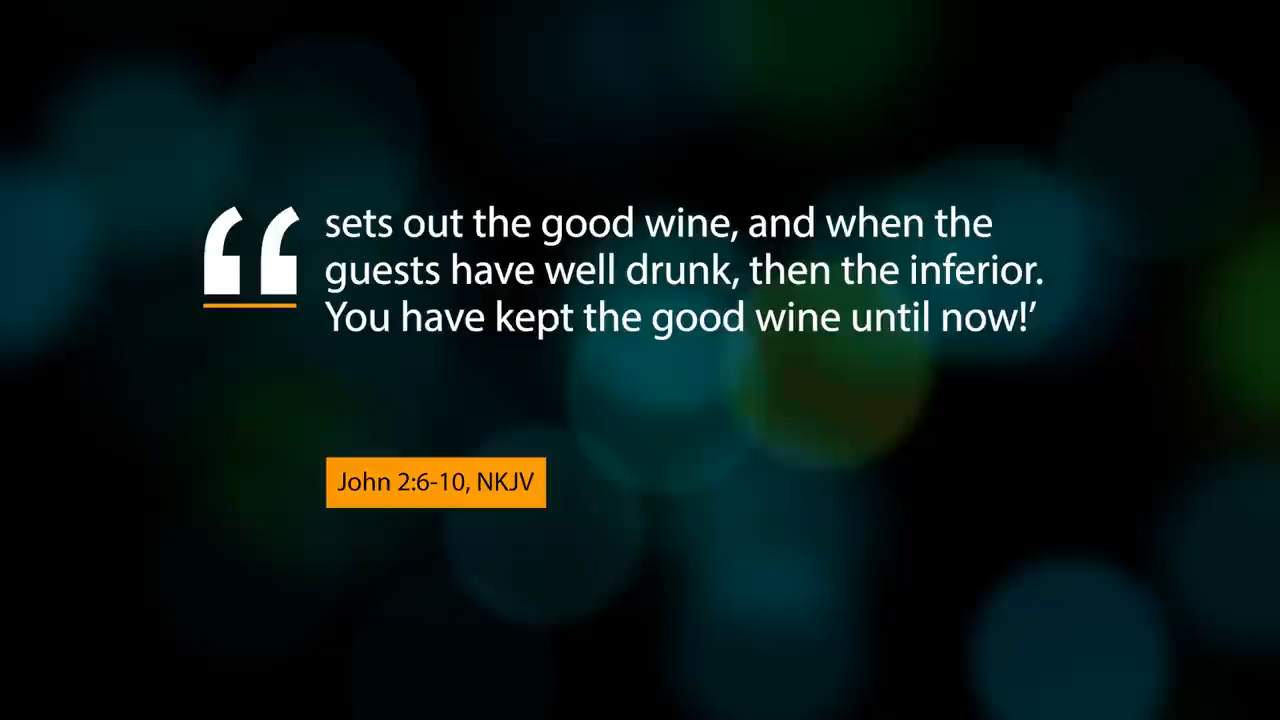 “
sets out the good wine, and when the
guests have well drunk, then the inferior.
You have kept the good wine until now!’
John 2:6-10, NKJV